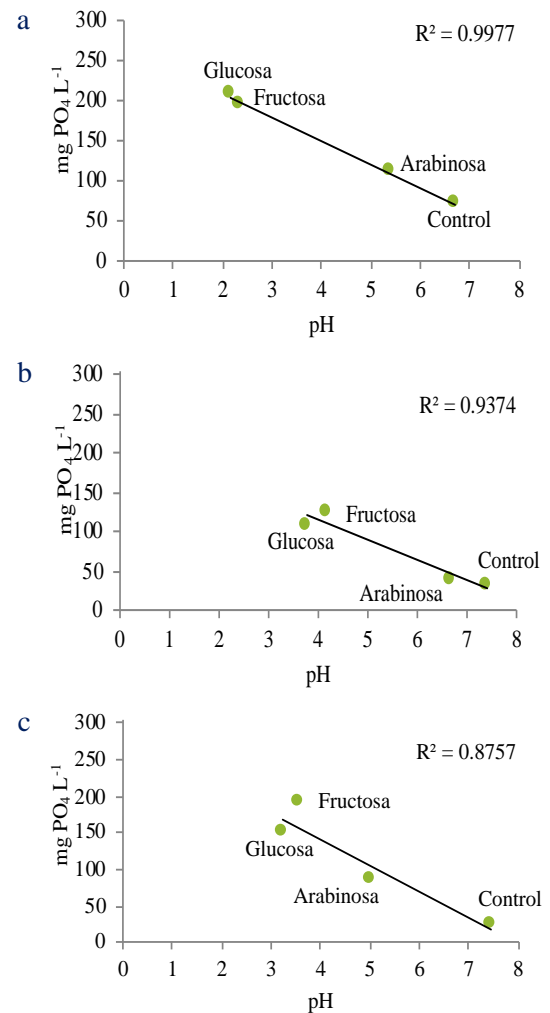 a
R² = 0.9977
mg PO₄ L⁻¹
300
250
200
150
100
50
0
Glucosa
Fructosa
Arabinosa
Control
0 1 2 3 4 5 6 7 8
pH
b
R² = 0.9374
mg PO₄ L⁻¹
300
250
200
150
100
50
0
Fructosa
Glucosa
Control
Arabinosa
0 1 2 3 4 5 6 7 8
pH
c
R² = 0.8757
mg PO₄ L⁻¹
300
250
200
150
100
50
0
Fructosa
Glucosa
Arabinosa
Control
0 1 2 3 4 5 6 7 8
pH